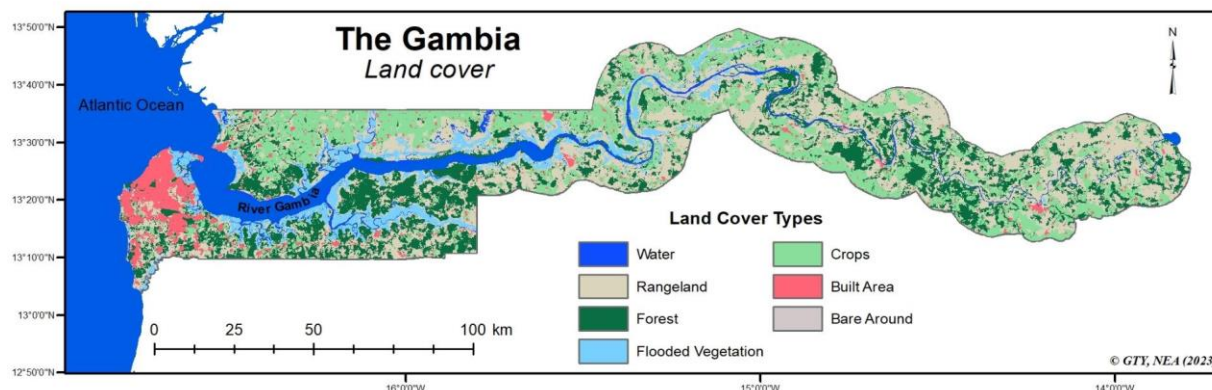 The Gambia
Land cover
N
Atlantic Ocean
River Gambia
13°50'0"N
13°40'0"N
13°30'0"N
13°20'0"N
13°10'0"N
13°0'0"N
12°50'0"N
Land Cover Types
Water
Rangeland
Forest
Flooded Vegetation
Crops
Built Area
Bare Around
0 25 50 100 km
© GTY, NEA (2023
16°0'0"W
15°0'0"W
14°0'0"W